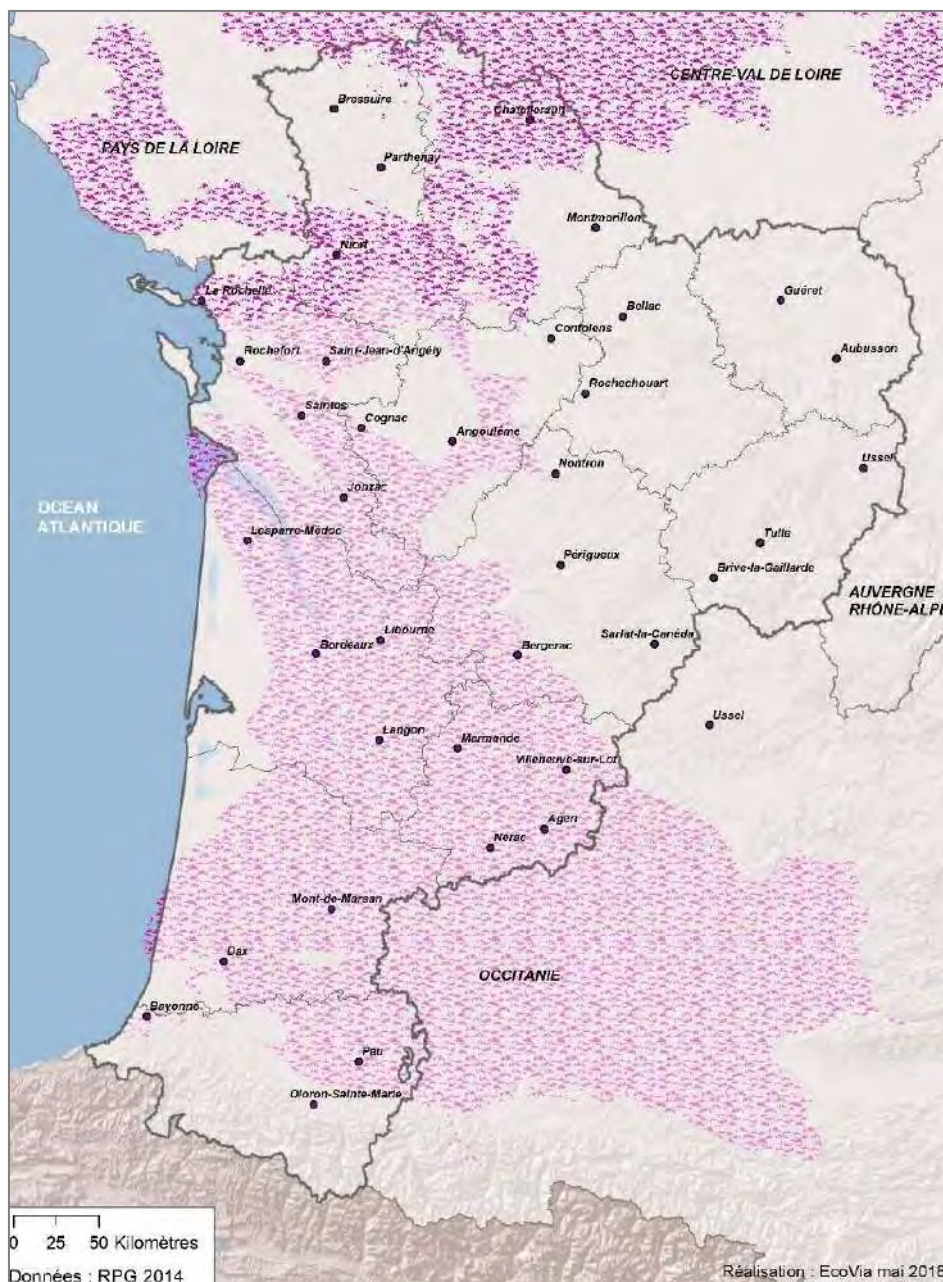 CENTRE-VAL DE LOIRE
Bressuire
Chatellerault
PAYS DE LA LOIRE
Parthenay
Montmorillon
Niort
La Rochelle
Guéret
Bellac
Confolens
Rochefort
Saint-Jean-d'Angély
Aubusson
Rochechouart
Saintes
Cognac
Angoulême
Ussel
Nontron
Jonzac
OCEAN
ATLANTIQUE
Lesparre-Médoc
Tulle
Périgueux
Brive-la-Gaillarde
AUVERGNE
RHÔNE-ALPE
Libourne
Sarlat-la-Canéda
Bordeaux
Bergerac
Ussel
Langon
Marmande
Villeneuve-sur-Lot
Agen
Nérac
Mont-de-Marsan
Dax
OCCITANIE
Bayonne
Pau
Oloron-Sainte-Marie
0 25 50 Kilomètres
Données : RPG 2014
Réalisation : EcoVia mai 2018